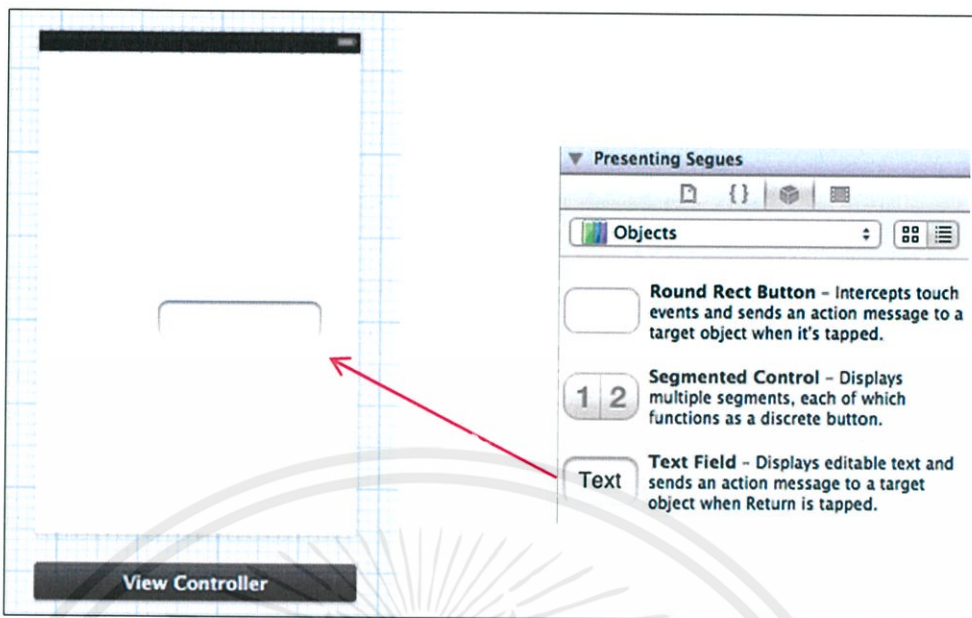 Presenting Segues
{}
Objects
Round Rect Button – Intercepts touch
events and sends an action message to a
target object when it's tapped.
1 2
Segmented Control – Displays
multiple segments, each of which
functions as a discrete button.
Text
Text Field – Displays editable text and
sends an action message to a target
object when Return is tapped.
View Controller